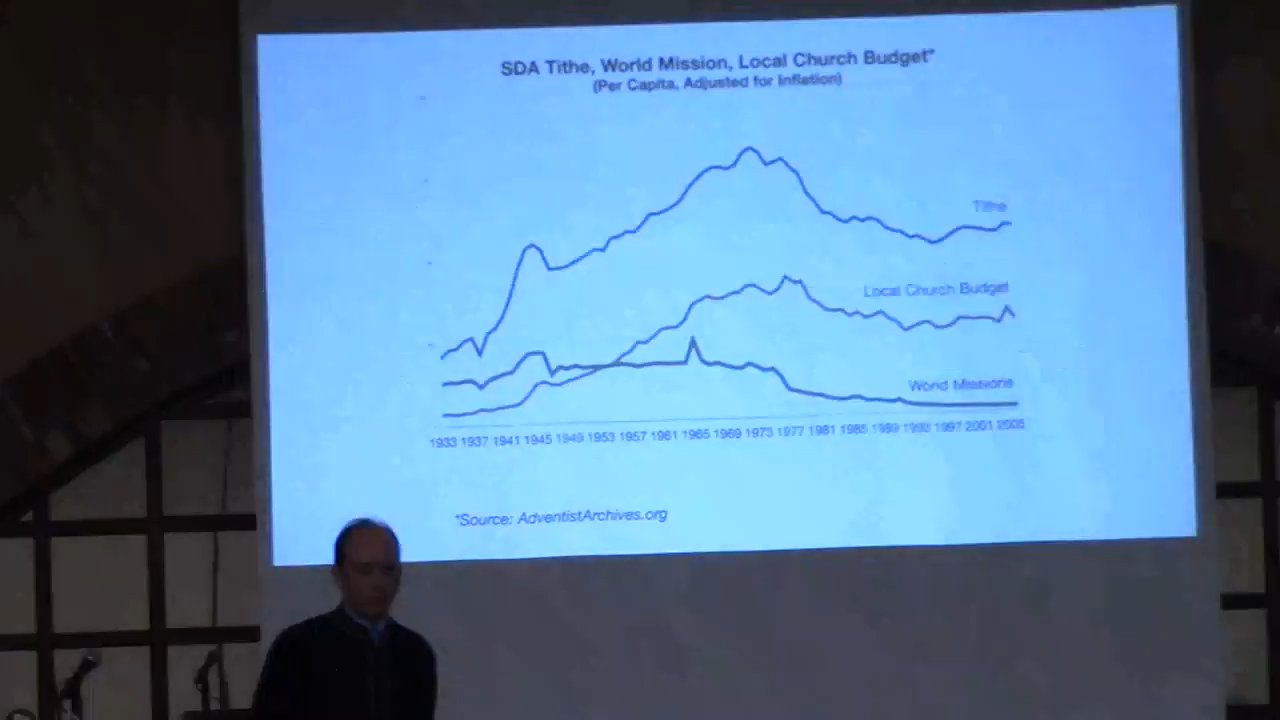 SDA Tithe, World Mission, Local Church Budget*
(Per Capita, Adjusted for Inflation)
Tithe
Local Church Budget
World Missions
1933 1937 1941 1945 1949 1953 1957 1961 1965 1969 1973 1977 1981 1985 1989 1993 1997 2001 2005
*Source: AdventistArchives.org